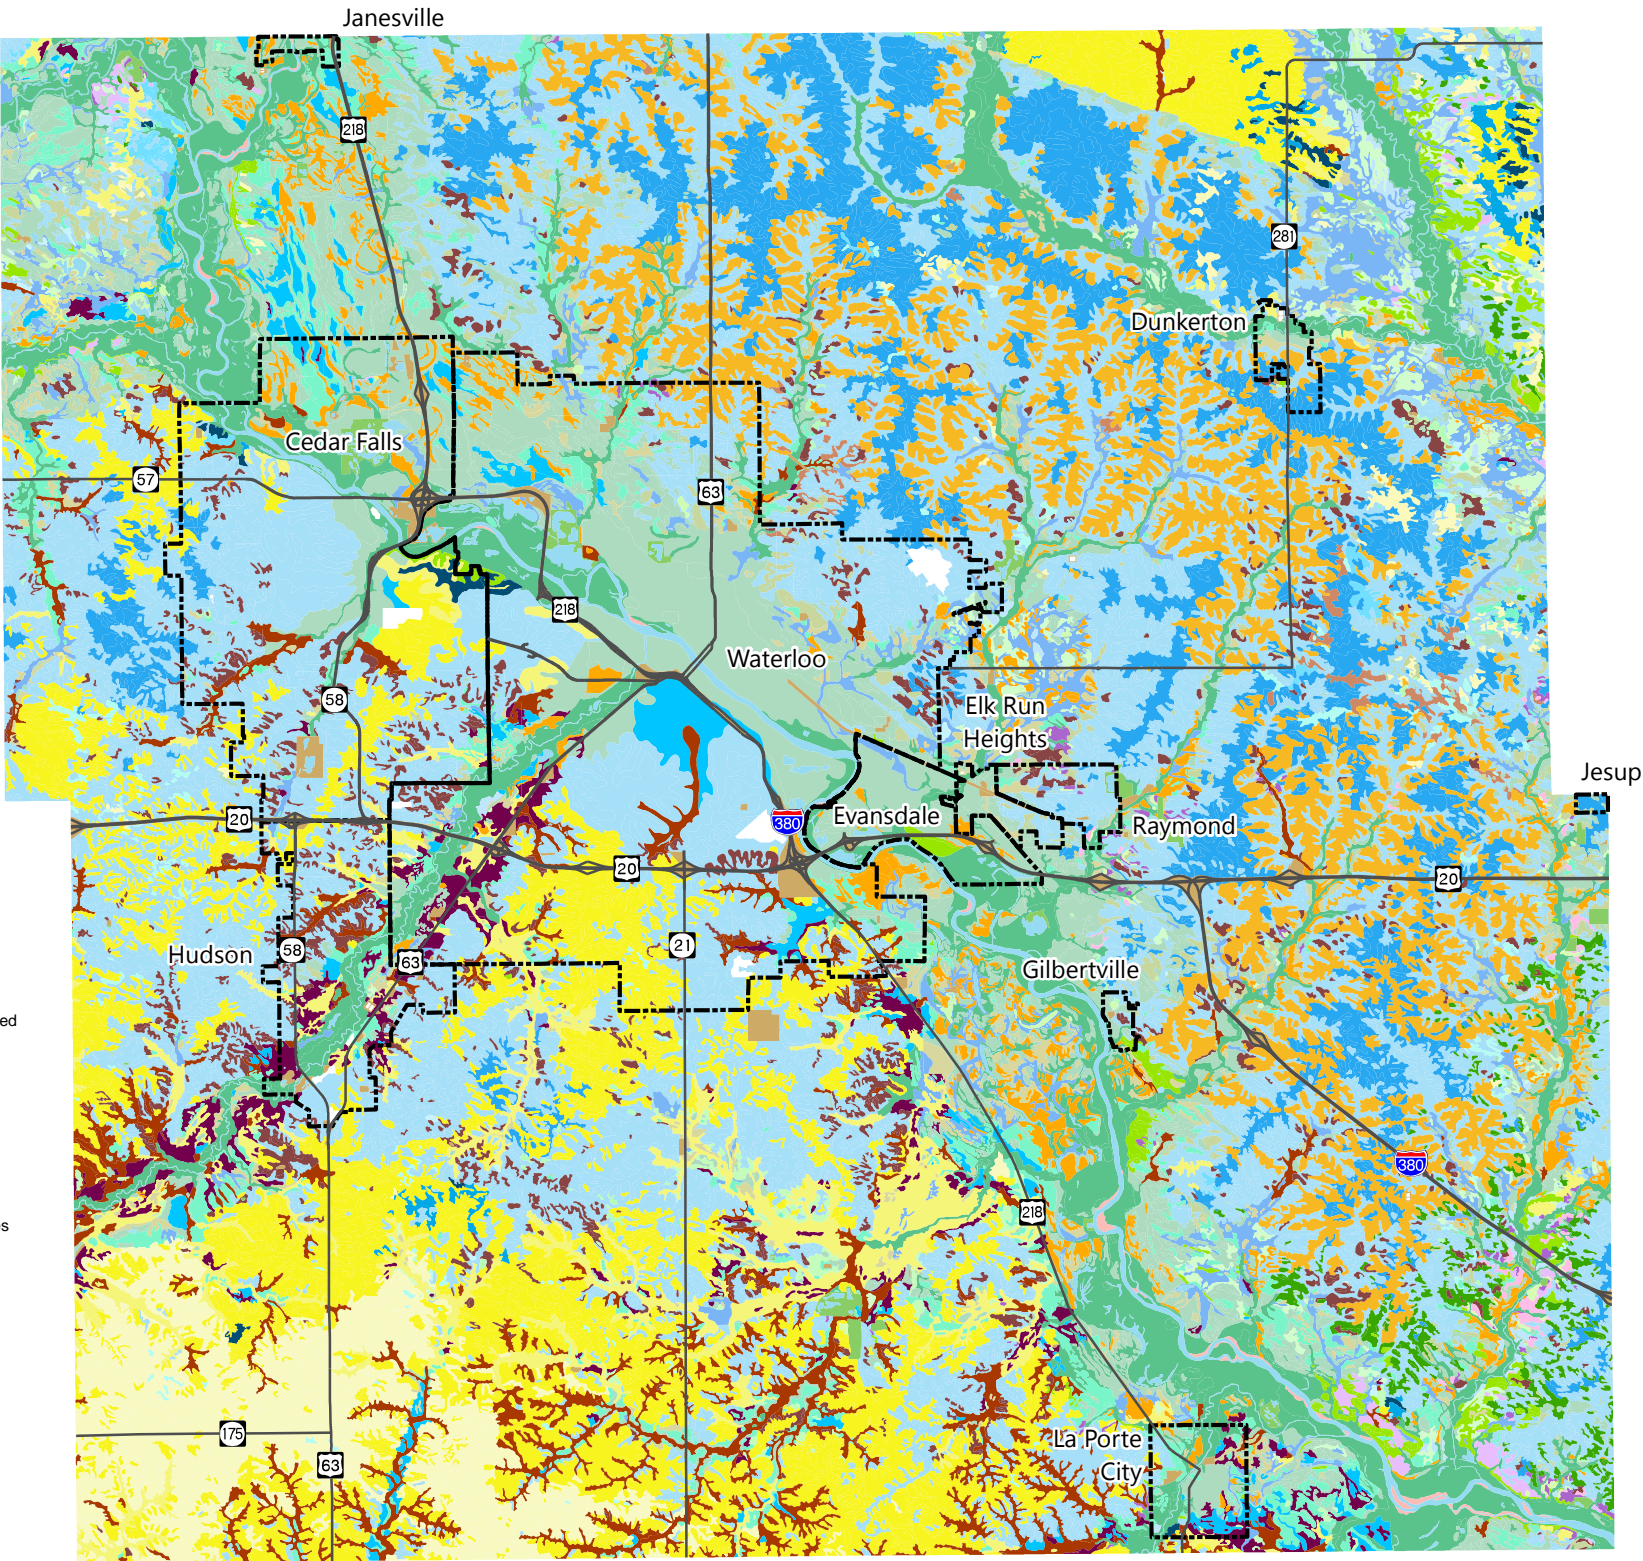 Janesville
218
281
Dunkerton
Cedar Falls
57
63
218
Waterloo
58
Elk Run
Heights
Jesup
20
380
Evansdale
Raymond
20
20
21
Hudson
58
63
Gilbertville
ed
380
218
s
175
La Porte
City
63